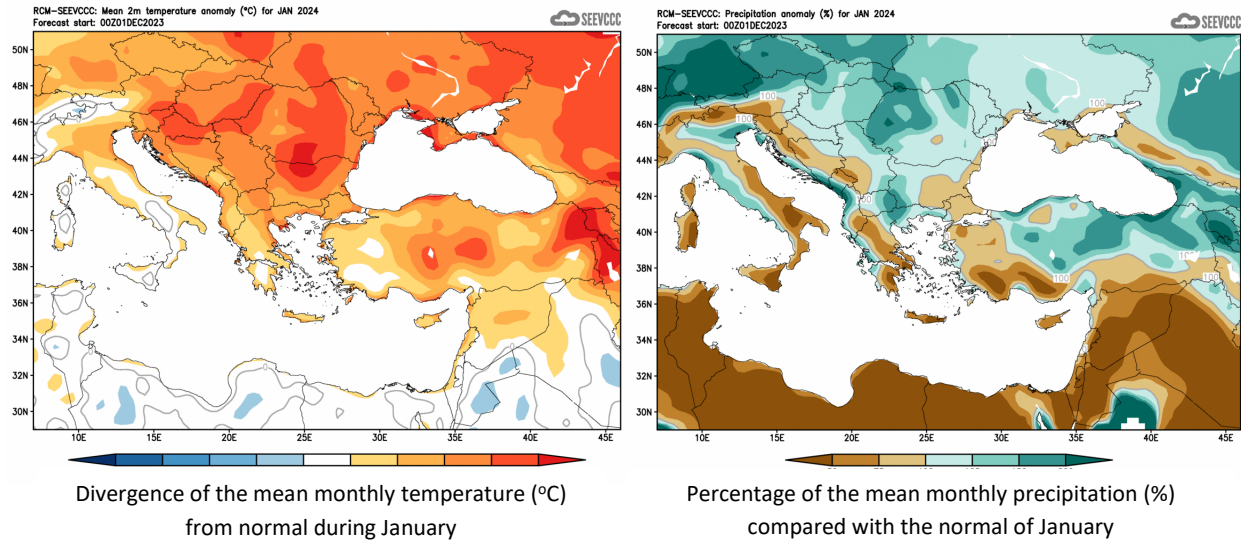 RCM-SEEVCCC: Mean 2m temperature anomaly (°C) for JAN 2024
Forecast start: 00Z01DEC2023
SEEVCCC
50N
48N
46N
44N
42N
40N
38N
36N
34N
32N
30N
0
0
10E 15E 20E 25E 30E 35E 40E 45E
Divergence of the mean monthly temperature (°C)
from normal during January
RCM-SEEVCCC: Precipitation anomaly (%) for JAN 2024
Forecast start: 00Z01DEC2023
SEEVCCC
50N
48N
46N
44N
42N
40N
38N
36N
34N
32N
30N
100
100
100
100
100
10E 15E 20E 25E 30E 35E 40E 45E
Percentage of the mean monthly precipitation (%)
compared with the normal of January